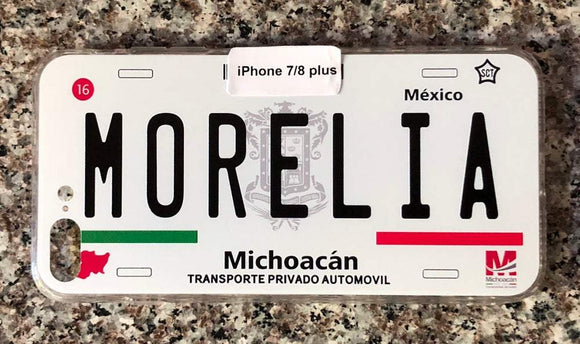 iPhone 7/8 plus
16
SCT
México
MORELIA
Michoacán
TRANSPORTE PRIVADO AUTOMOVIL
Michoacán